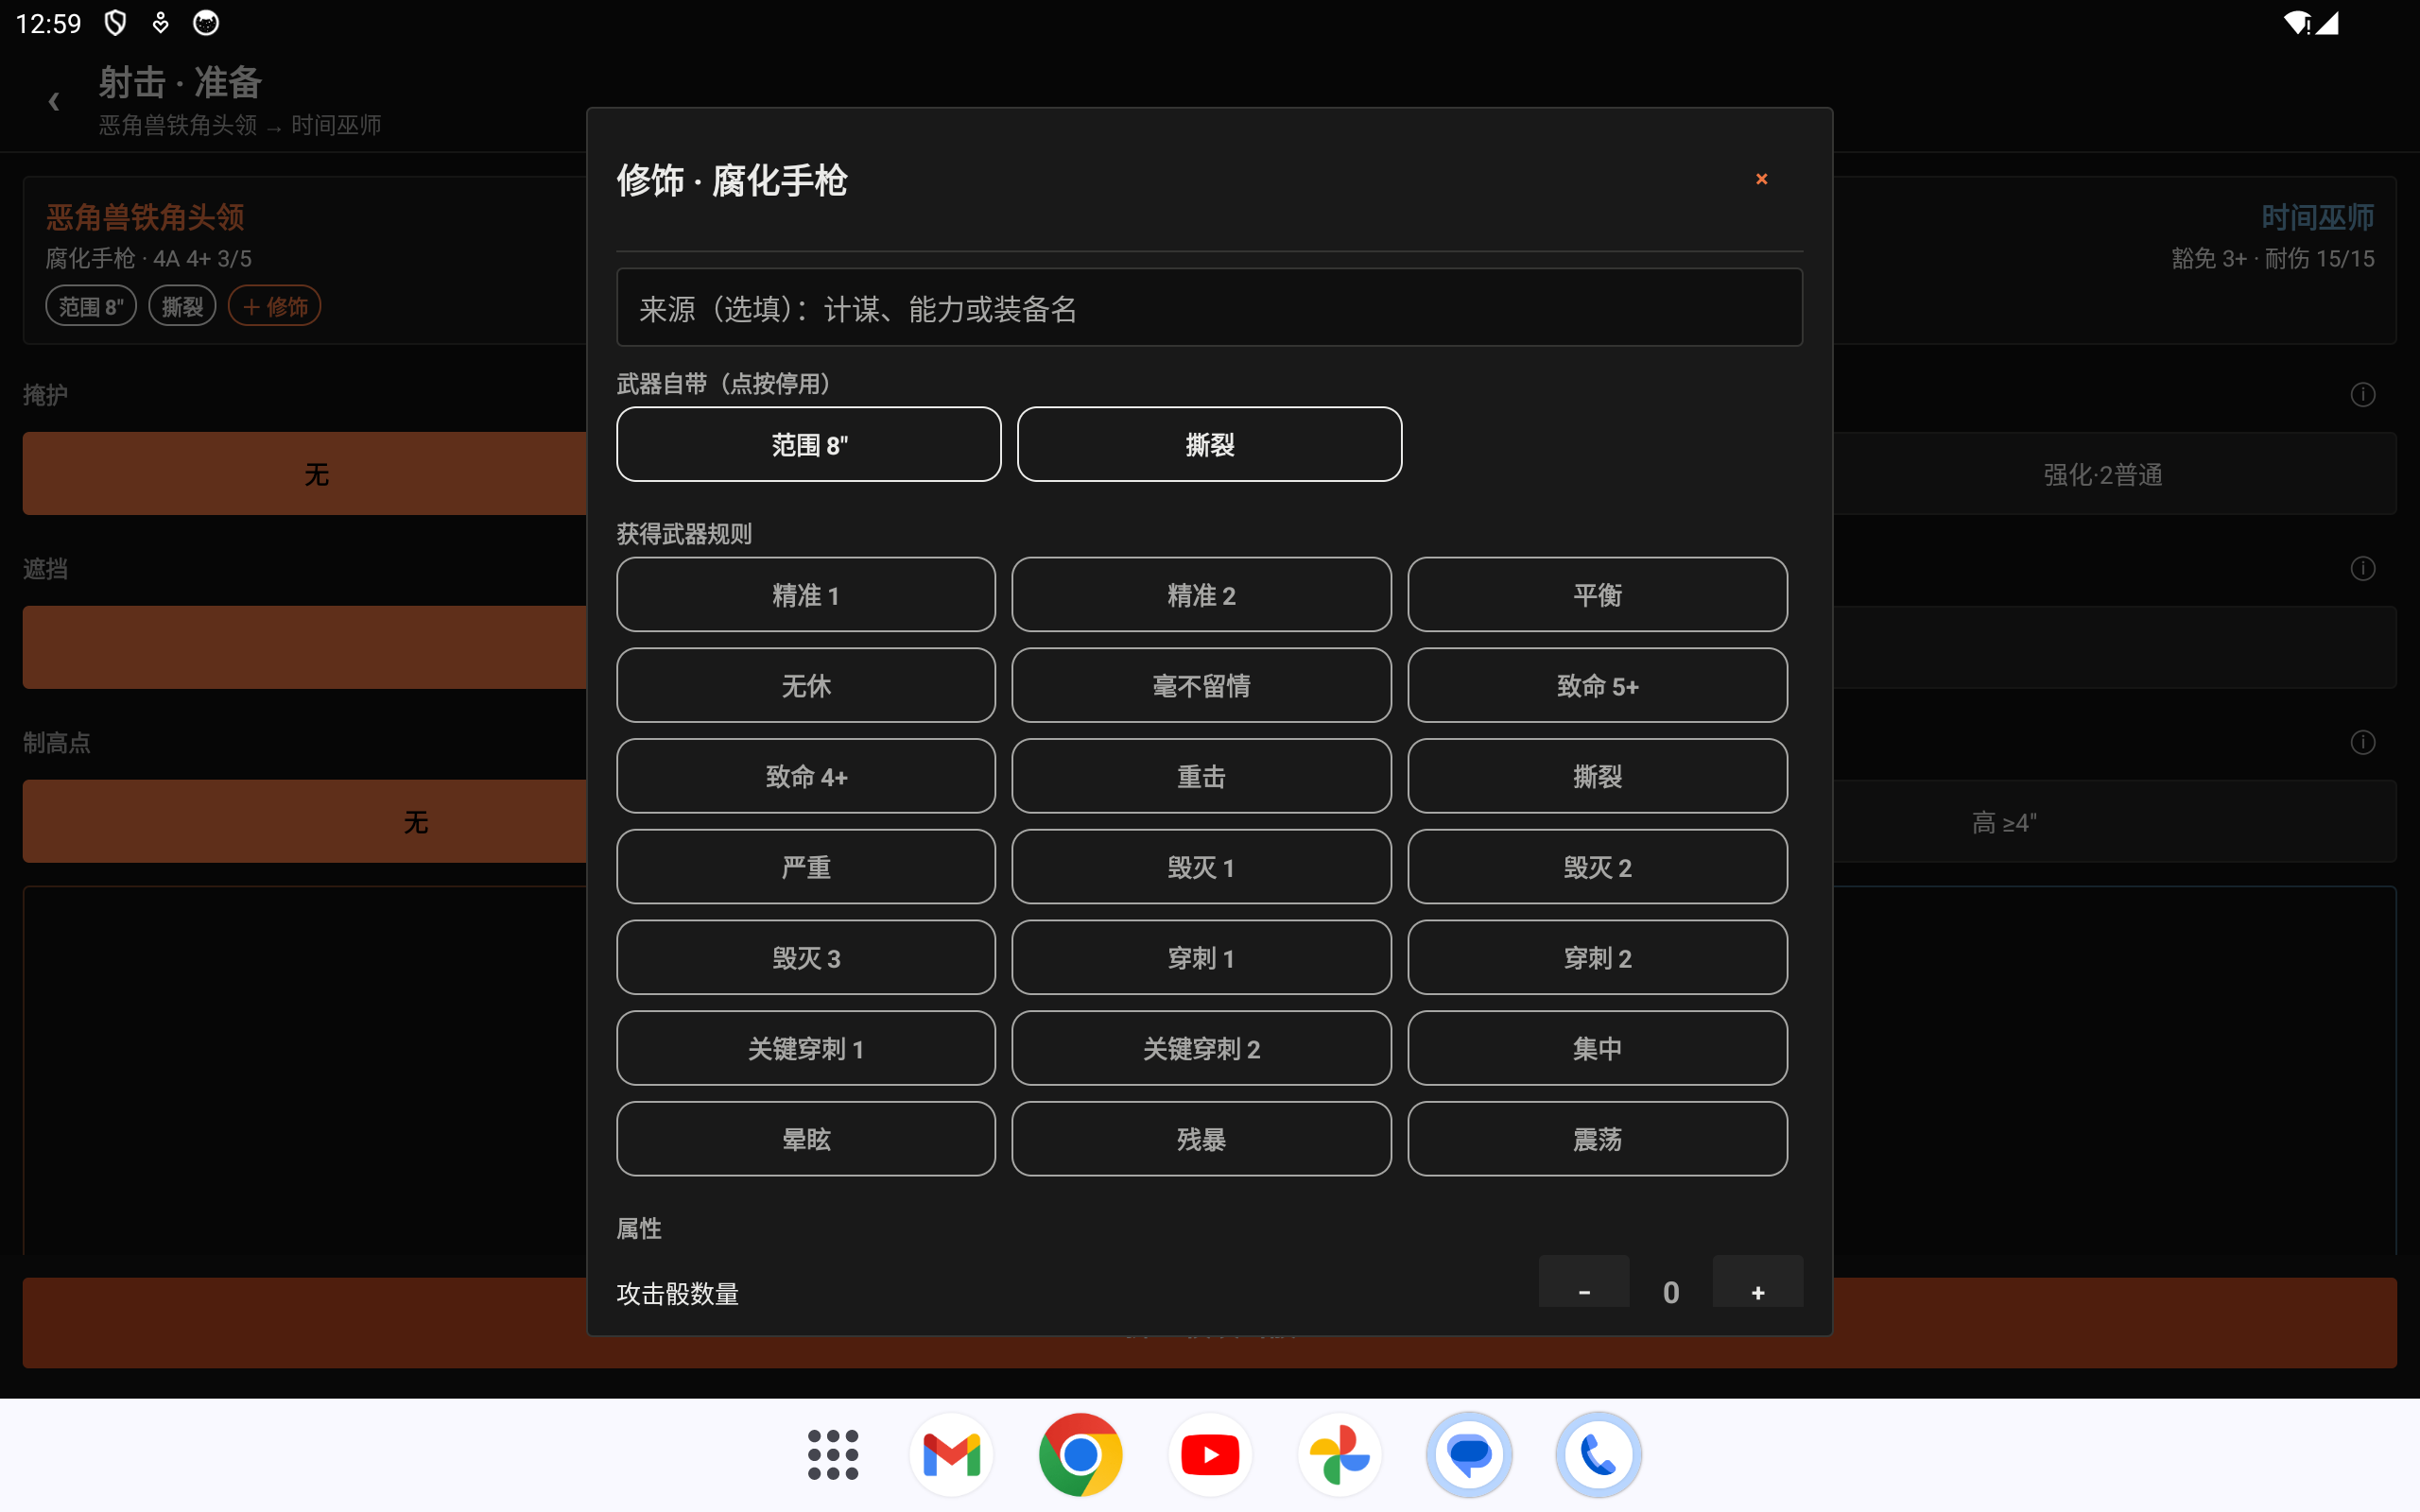 12:59
射击 · 准备
恶角兽铁角头领 → 时间巫师
恶角兽铁角头领
腐化手枪 · 4A 4+ 3/5
范围 8" 撕裂 + 修饰
时间巫师
豁免 3+ · 耐伤 15/15
掩护
无
强化·2普通
遮挡
制高点
无
高 ≥4"
修饰 · 腐化手枪
×
来源（选填）：计谋、能力或装备名
武器自带（点按停用）
范围 8" 撕裂
获得武器规则
精准 1 精准 2 平衡
无休 毫不留情 致命 5+
致命 4+ 重击 撕裂
严重 毁灭 1 毁灭 2
毁灭 3 穿刺 1 穿刺 2
关键穿刺 1 关键穿刺 2 集中
晕眩 残暴 震荡
属性
攻击骰数量 - 0 +